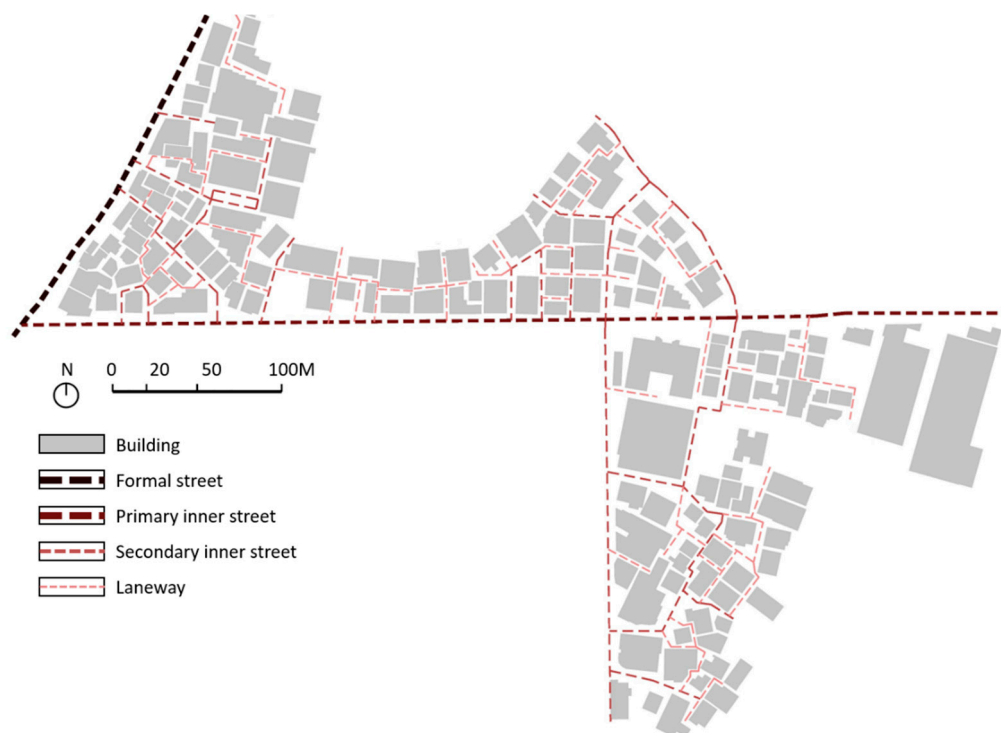 N 0 20 50 100M
Building
Formal street
Primary inner street
Secondary inner street
Laneway